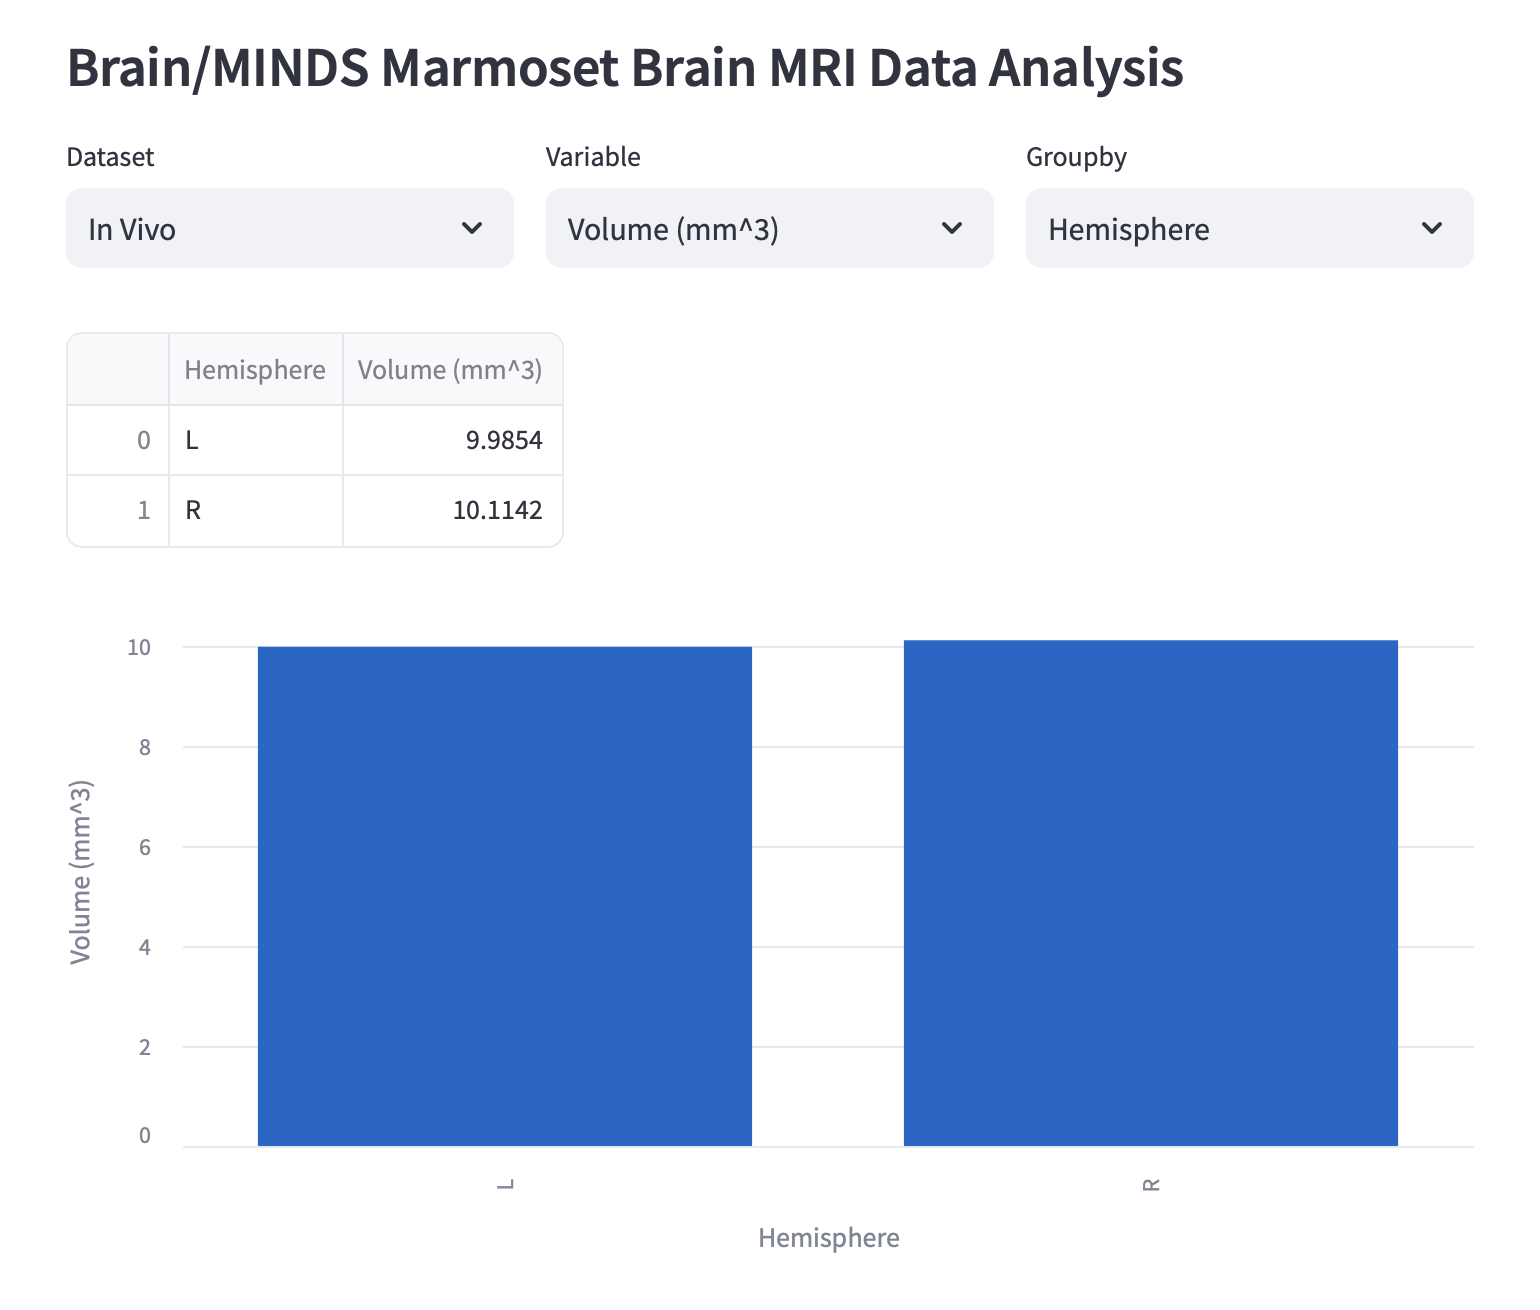 Brain/MINDS Marmoset Brain MRI Data Analysis
Dataset Variable Groupby
In Vivo Volume (mm^3) Hemisphere
Hemisphere Volume (mm^3)
0 L 9.9854
1 R 10.1142
10
8
6
4
2
0
Volume (mm^3)
L R
Hemisphere